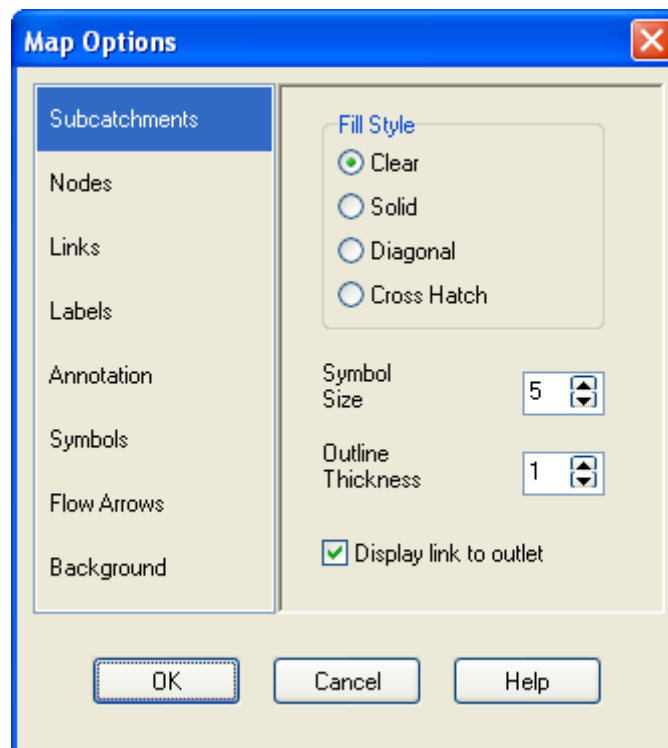 Map Options
Subcatchments
Nodes
Links
Labels
Annotation
Symbols
Flow Arrows
Background
Fill Style
Clear
Solid
Diagonal
Cross Hatch
Symbol
Size
5
Outline
Thickness
1
Display link to outlet
OK
Cancel
Help